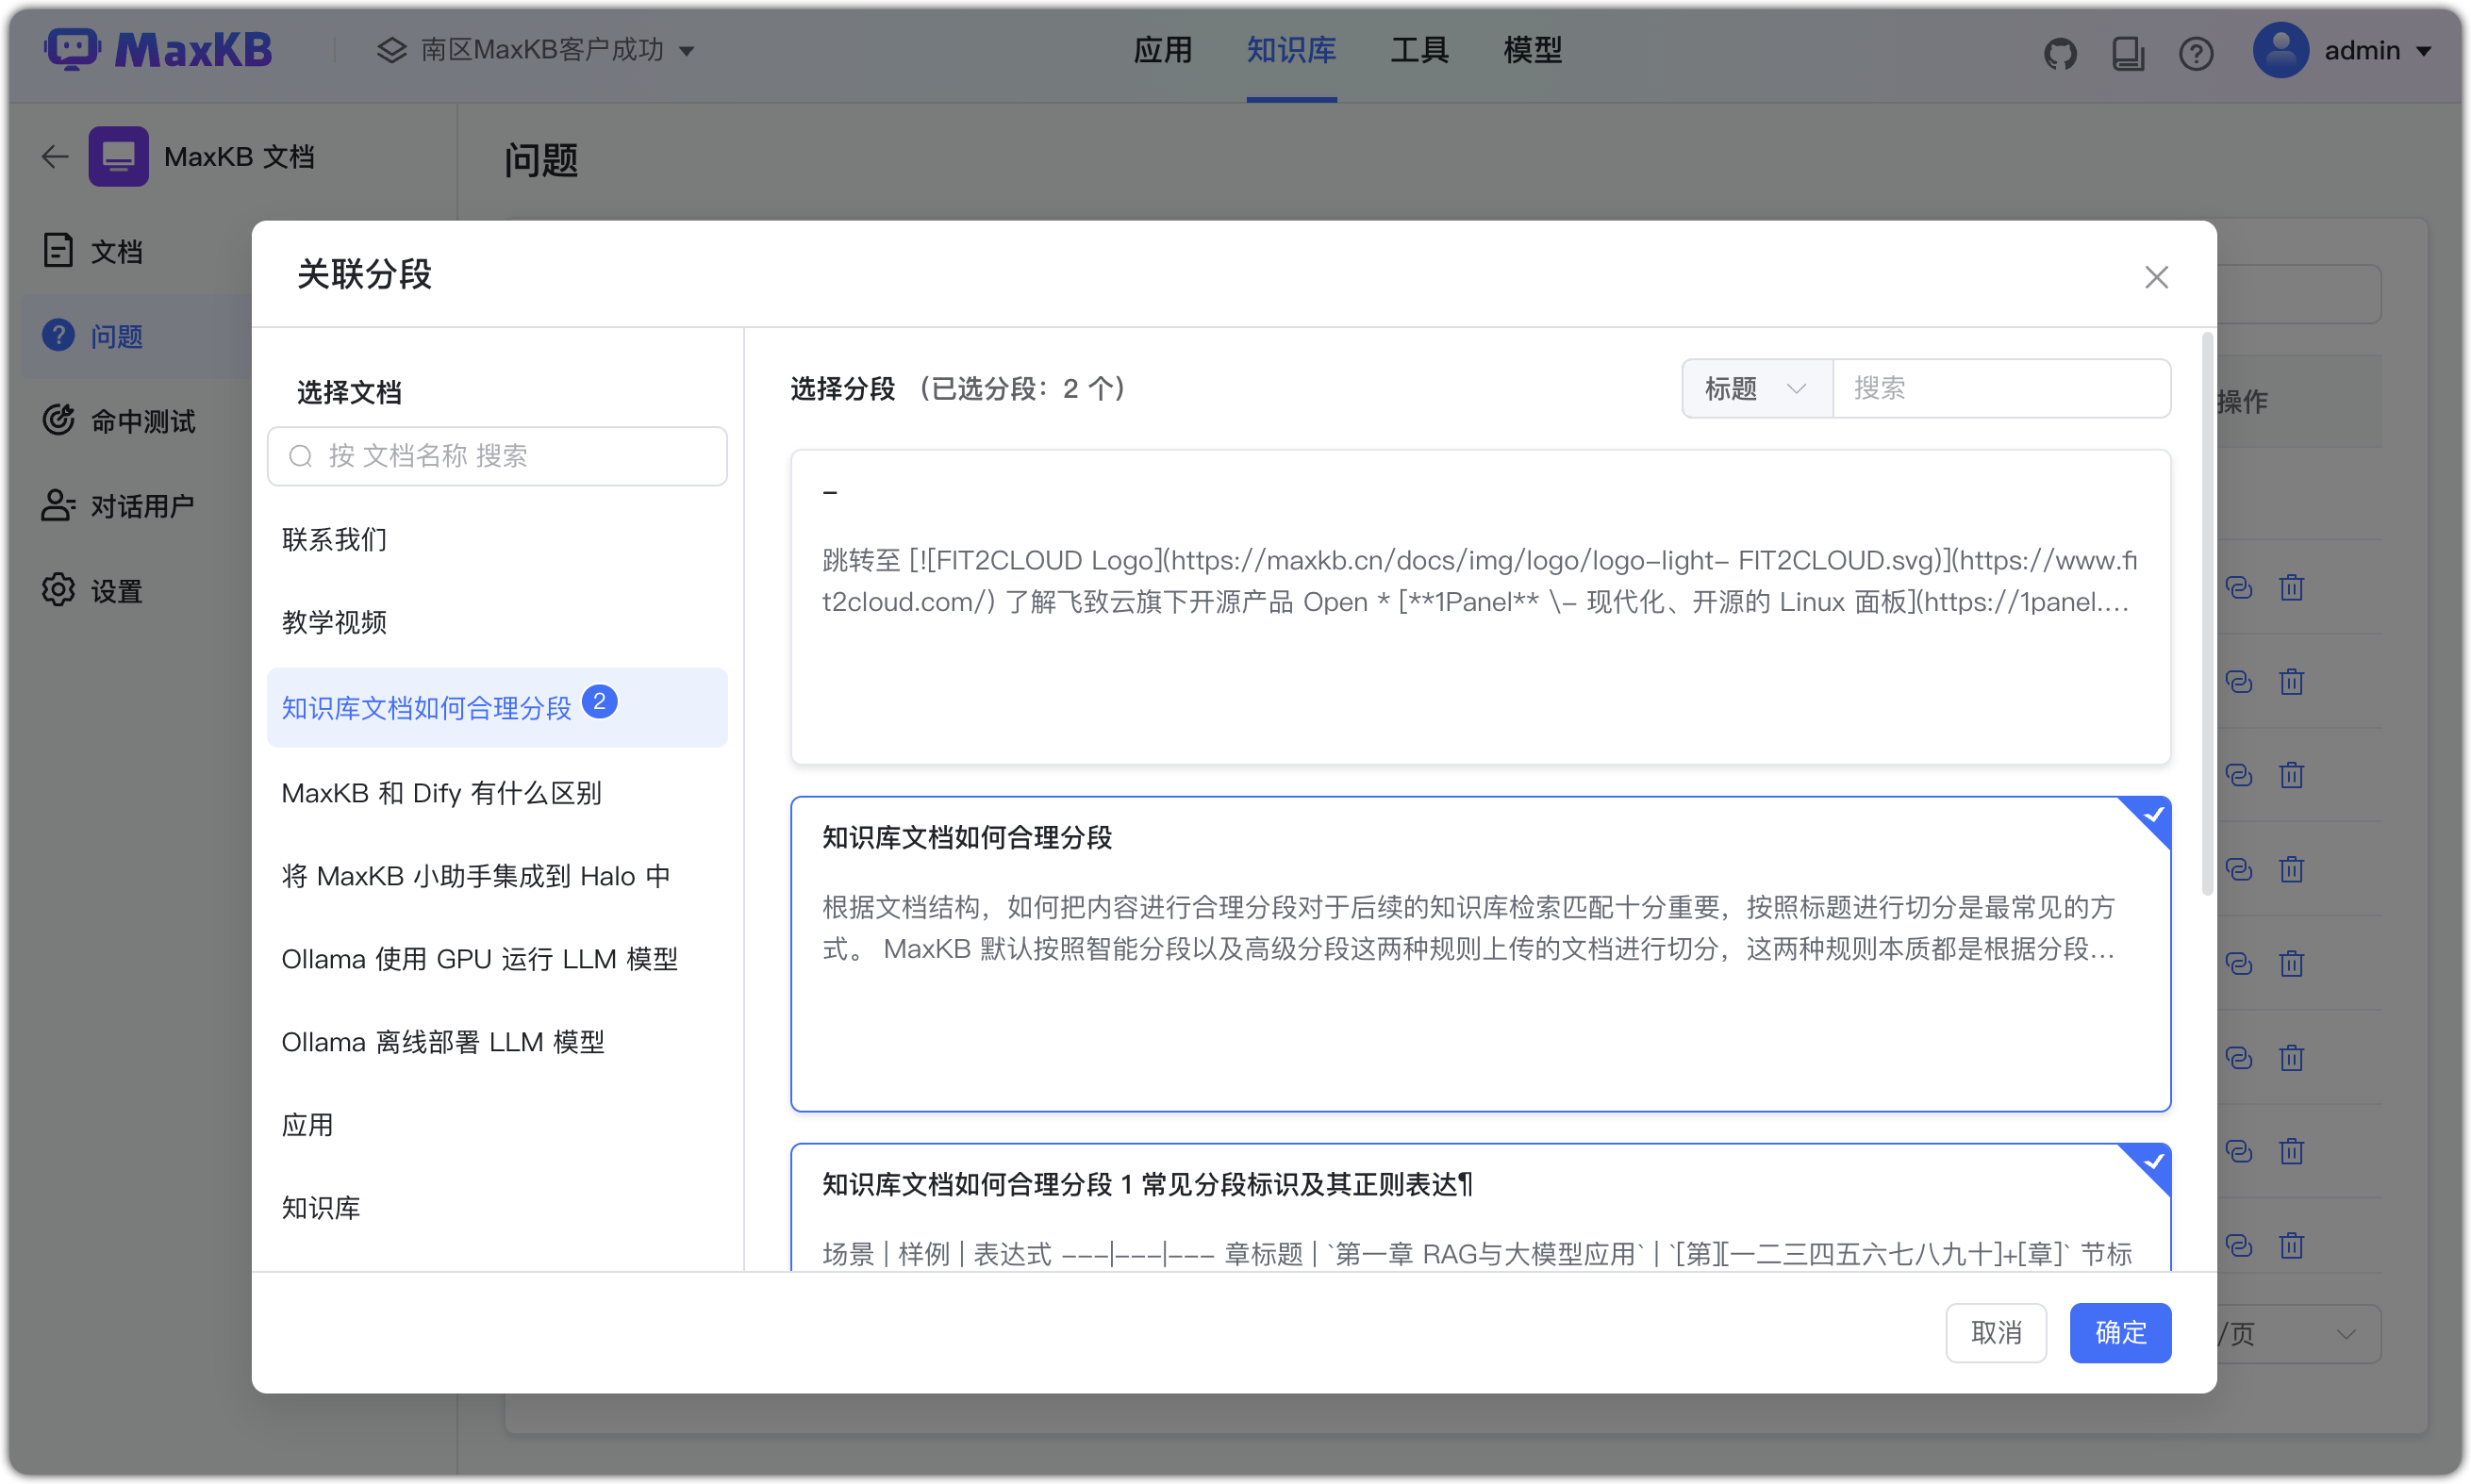 MaxKB
南区MaxKB客户成功
应用
知识库
工具
模型
admin
MaxKB 文档
问题
文档
问题
命中测试
对话用户
设置
操作
/页
关联分段
选择文档
按 文档名称 搜索
联系我们
教学视频
知识库文档如何合理分段 2
MaxKB 和 Dify 有什么区别
将 MaxKB 小助手集成到 Halo 中
Ollama 使用 GPU 运行 LLM 模型
Ollama 离线部署 LLM 模型
应用
知识库
选择分段 （已选分段：2 个）
标题
搜索
-
跳转至 [![FIT2CLOUD Logo](https://maxkb.cn/docs/img/logo/logo-light- FIT2CLOUD.svg)](https://www.fi
t2cloud.com/) 了解飞致云旗下开源产品 Open * [**1Panel** \- 现代化、开源的 Linux 面板](https://1panel....
知识库文档如何合理分段
根据文档结构，如何把内容进行合理分段对于后续的知识库检索匹配十分重要，按照标题进行切分是最常见的方
式。 MaxKB 默认按照智能分段以及高级分段这两种规则上传的文档进行切分，这两种规则本质都是根据分段...
知识库文档如何合理分段 1 常见分段标识及其正则表达¶
场景 | 样例 | 表达式 ---|---|--- 章标题 | `第一章 RAG与大模型应用` | `[第][一二三四五六七八九十]+[章]` 节标
取消
确定